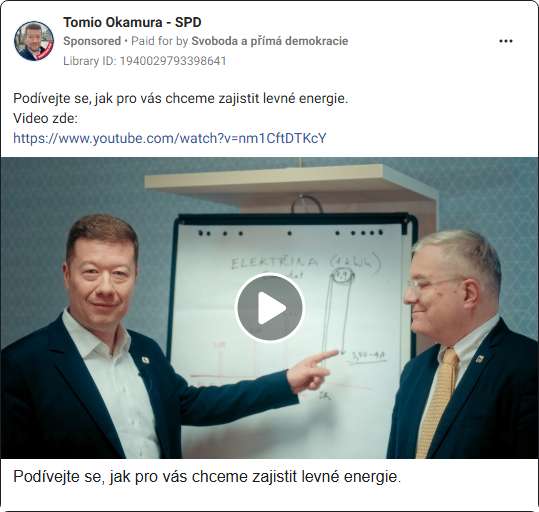 Tomio Okamura - SPD
Sponsored • Paid for by Svoboda a přímá demokracie
Library ID: 1940029793398641
Podívejte se, jak pro vás chceme zajistit levné energie.
Video zde:
https://www.youtube.com/watch?v=nm1CftDTKcY
ELEKTŘINA (1 kWh)
Podívejte se, jak pro vás chceme zajistit levné energie.